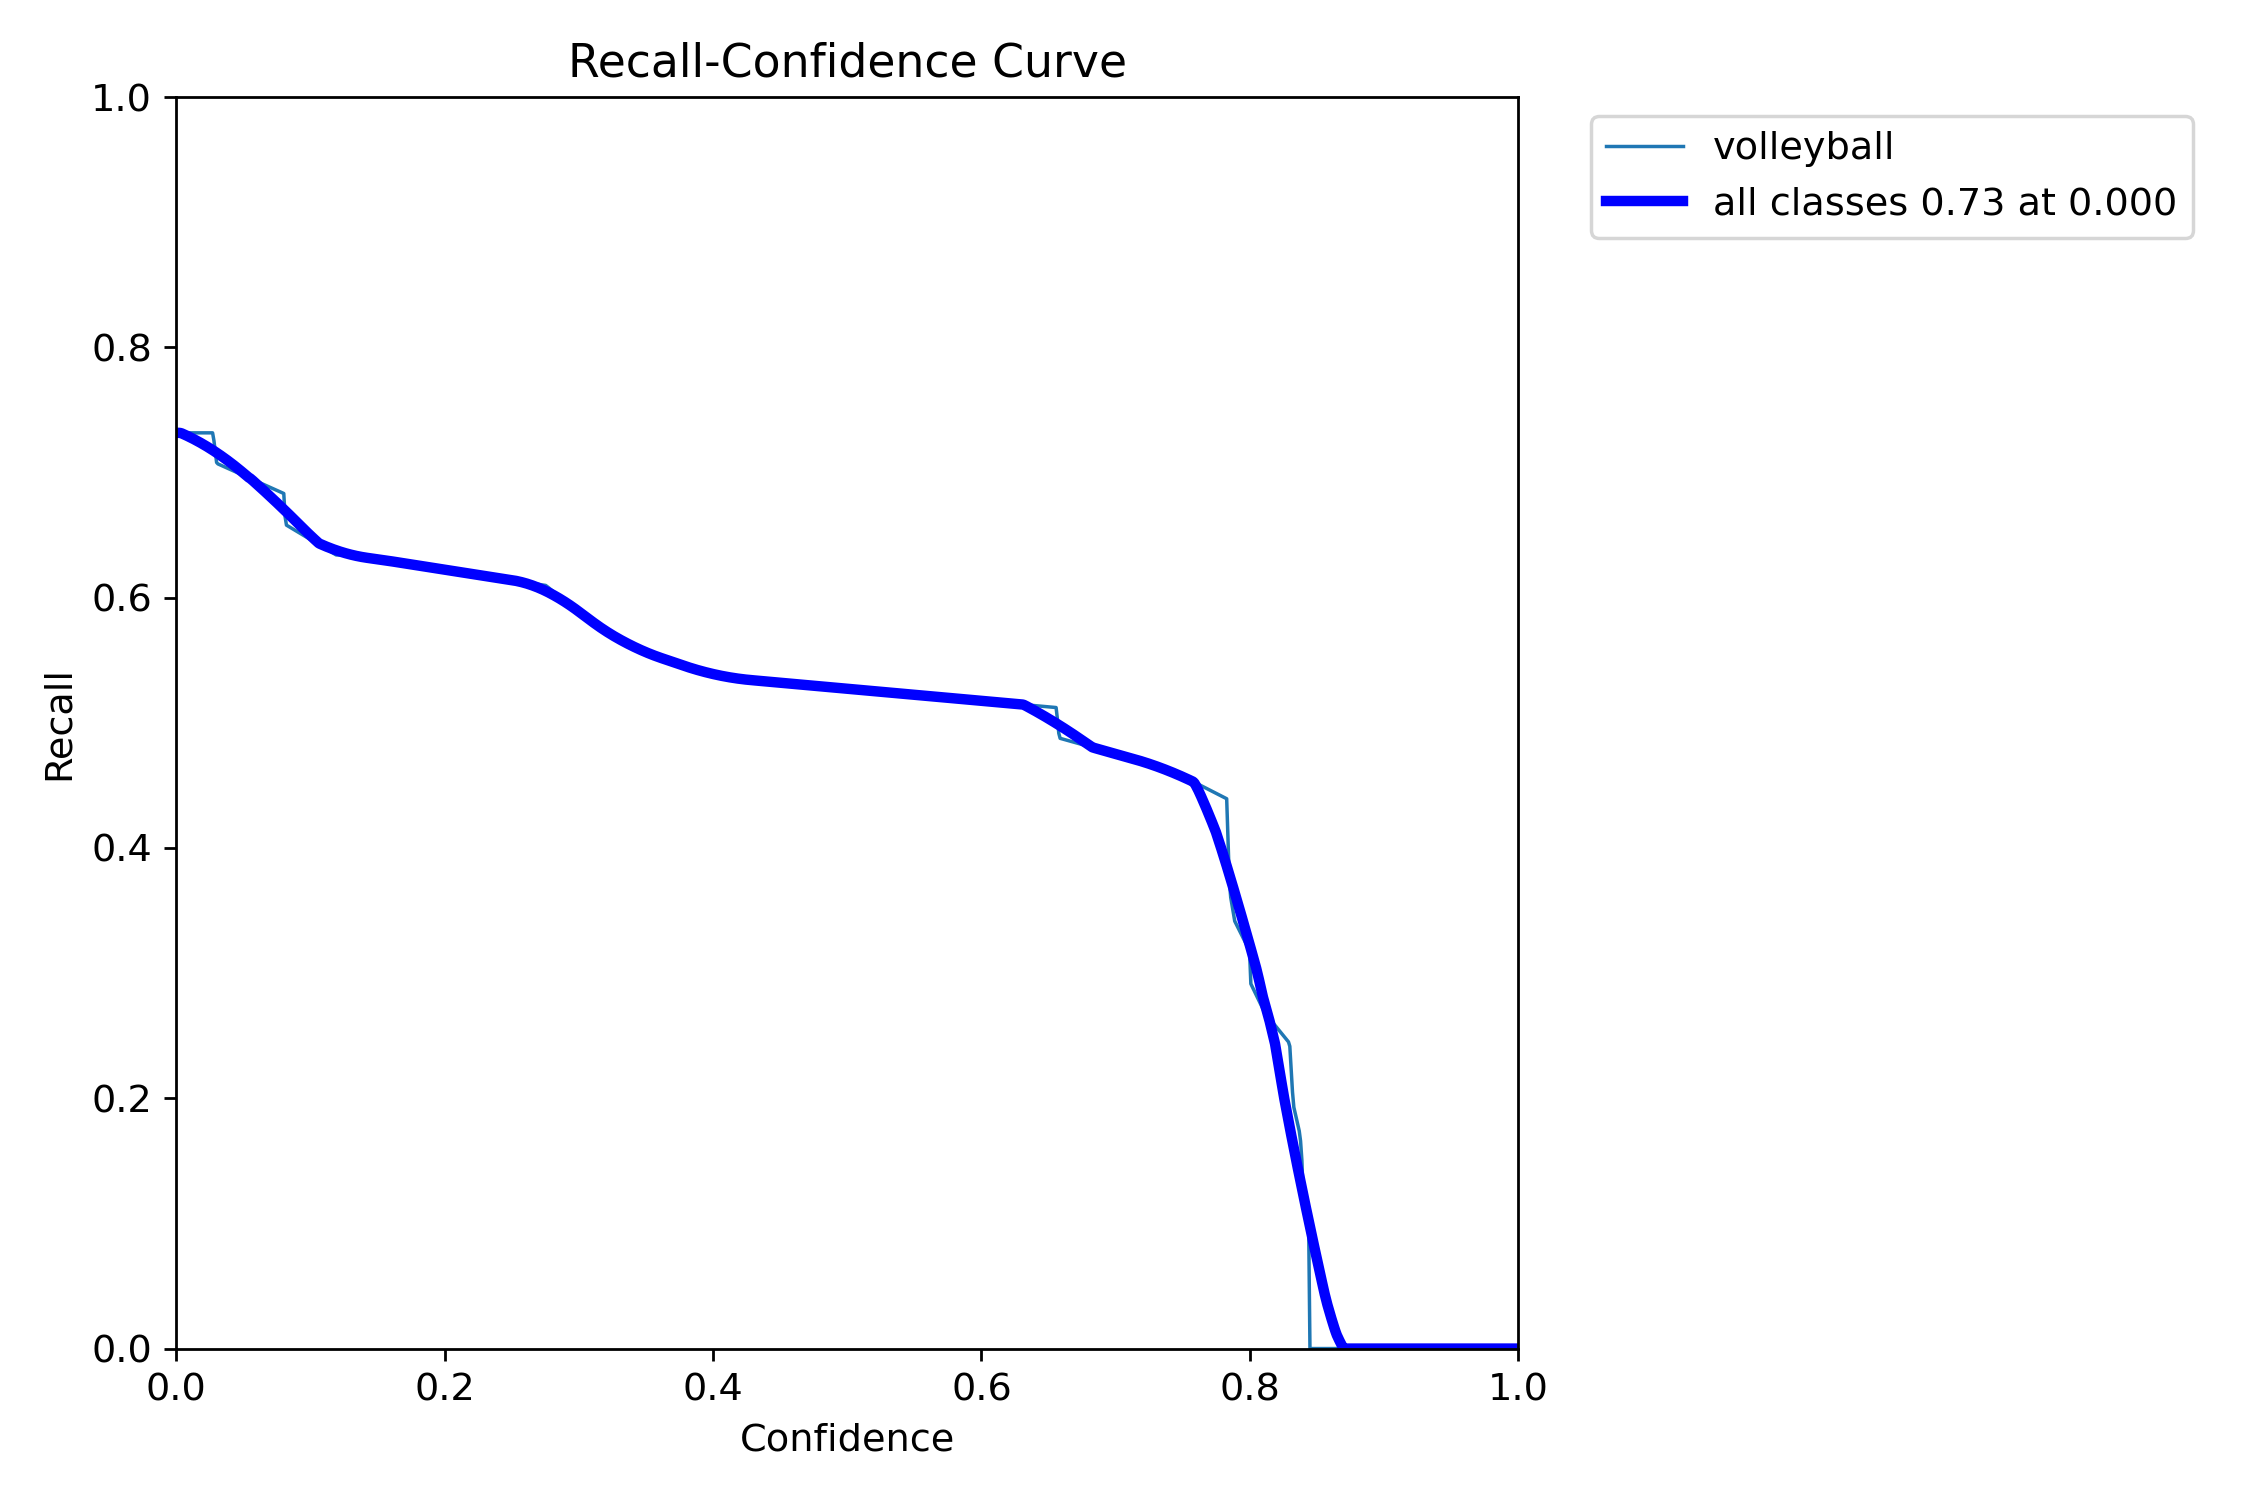 Recall-Confidence Curve
1.0
0.8
0.6
0.4
0.2
0.0
Recall
0.0 0.2 0.4 0.6 0.8 1.0
Confidence
volleyball
all classes 0.73 at 0.000